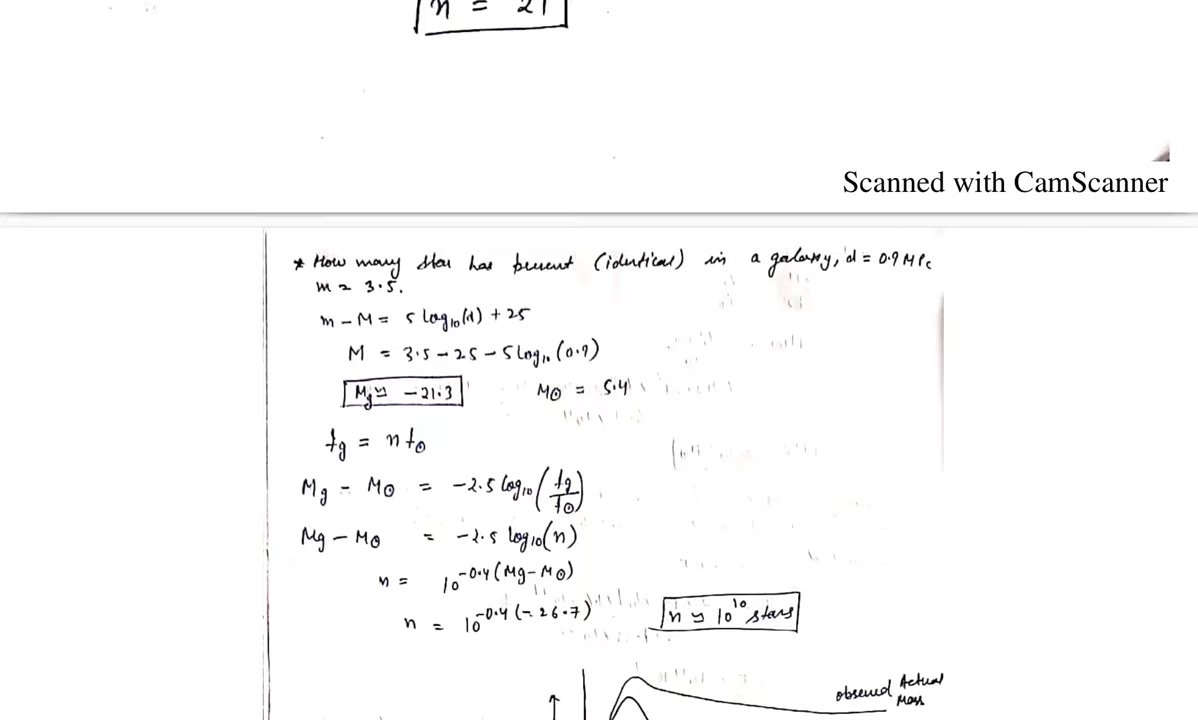 n = 21
Scanned with CamScanner
* How many star has present (identical) in a galaxy, d = 0.9 MPc
m = 3.5.
m - M = 5 log₁₀(d) + 25
M = 3.5 - 25 - 5 log₁₀ (0.9)
Mg ≈ -21.3 M⊙ = 5.4
fg = n f⊙
Mg - M⊙ = -2.5 log₁₀ (fg/f⊙)
Mg - M⊙ = -2.5 log₁₀(n)
n = 10^-0.4 (Mg - M⊙)
n = 10^-0.4 (-26.7) n ≈ 10^10 stars
observed Actual
Mass